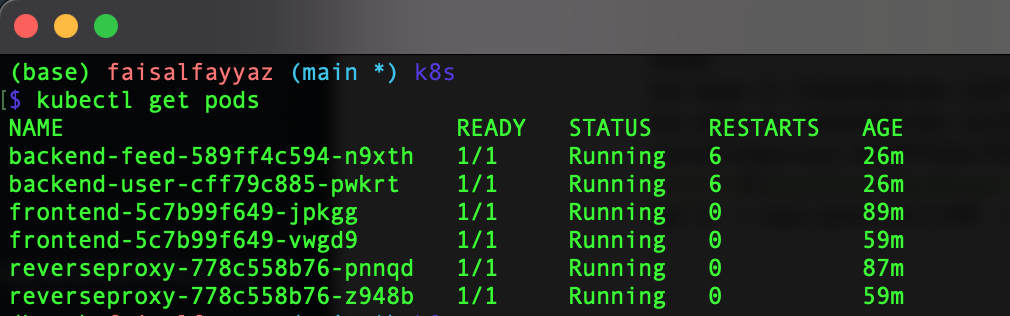 (base) faisalfayyaz (main *) k8s
[$ kubectl get pods
NAME READY STATUS RESTARTS AGE
backend-feed-589ff4c594-n9xth 1/1 Running 6 26m
backend-user-cff79c885-pwkrt 1/1 Running 6 26m
frontend-5c7b99f649-jpkgg 1/1 Running 0 89m
frontend-5c7b99f649-vwgd9 1/1 Running 0 59m
reverseproxy-778c558b76-pnnqd 1/1 Running 0 87m
reverseproxy-778c558b76-z948b 1/1 Running 0 59m